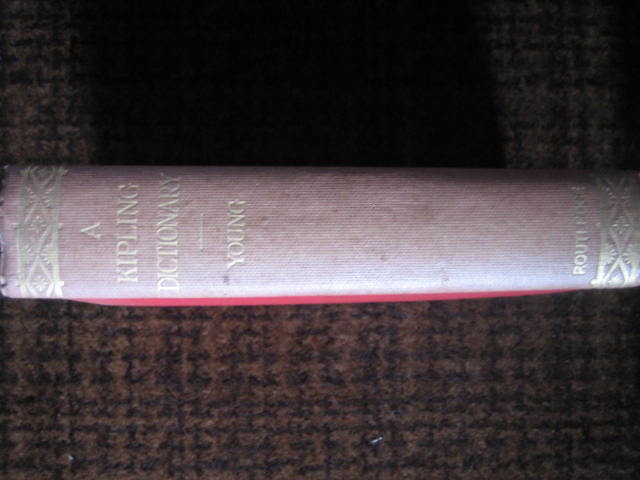 A
KIPLING
DICTIONARY
YOUNG
ROUTLEDGE